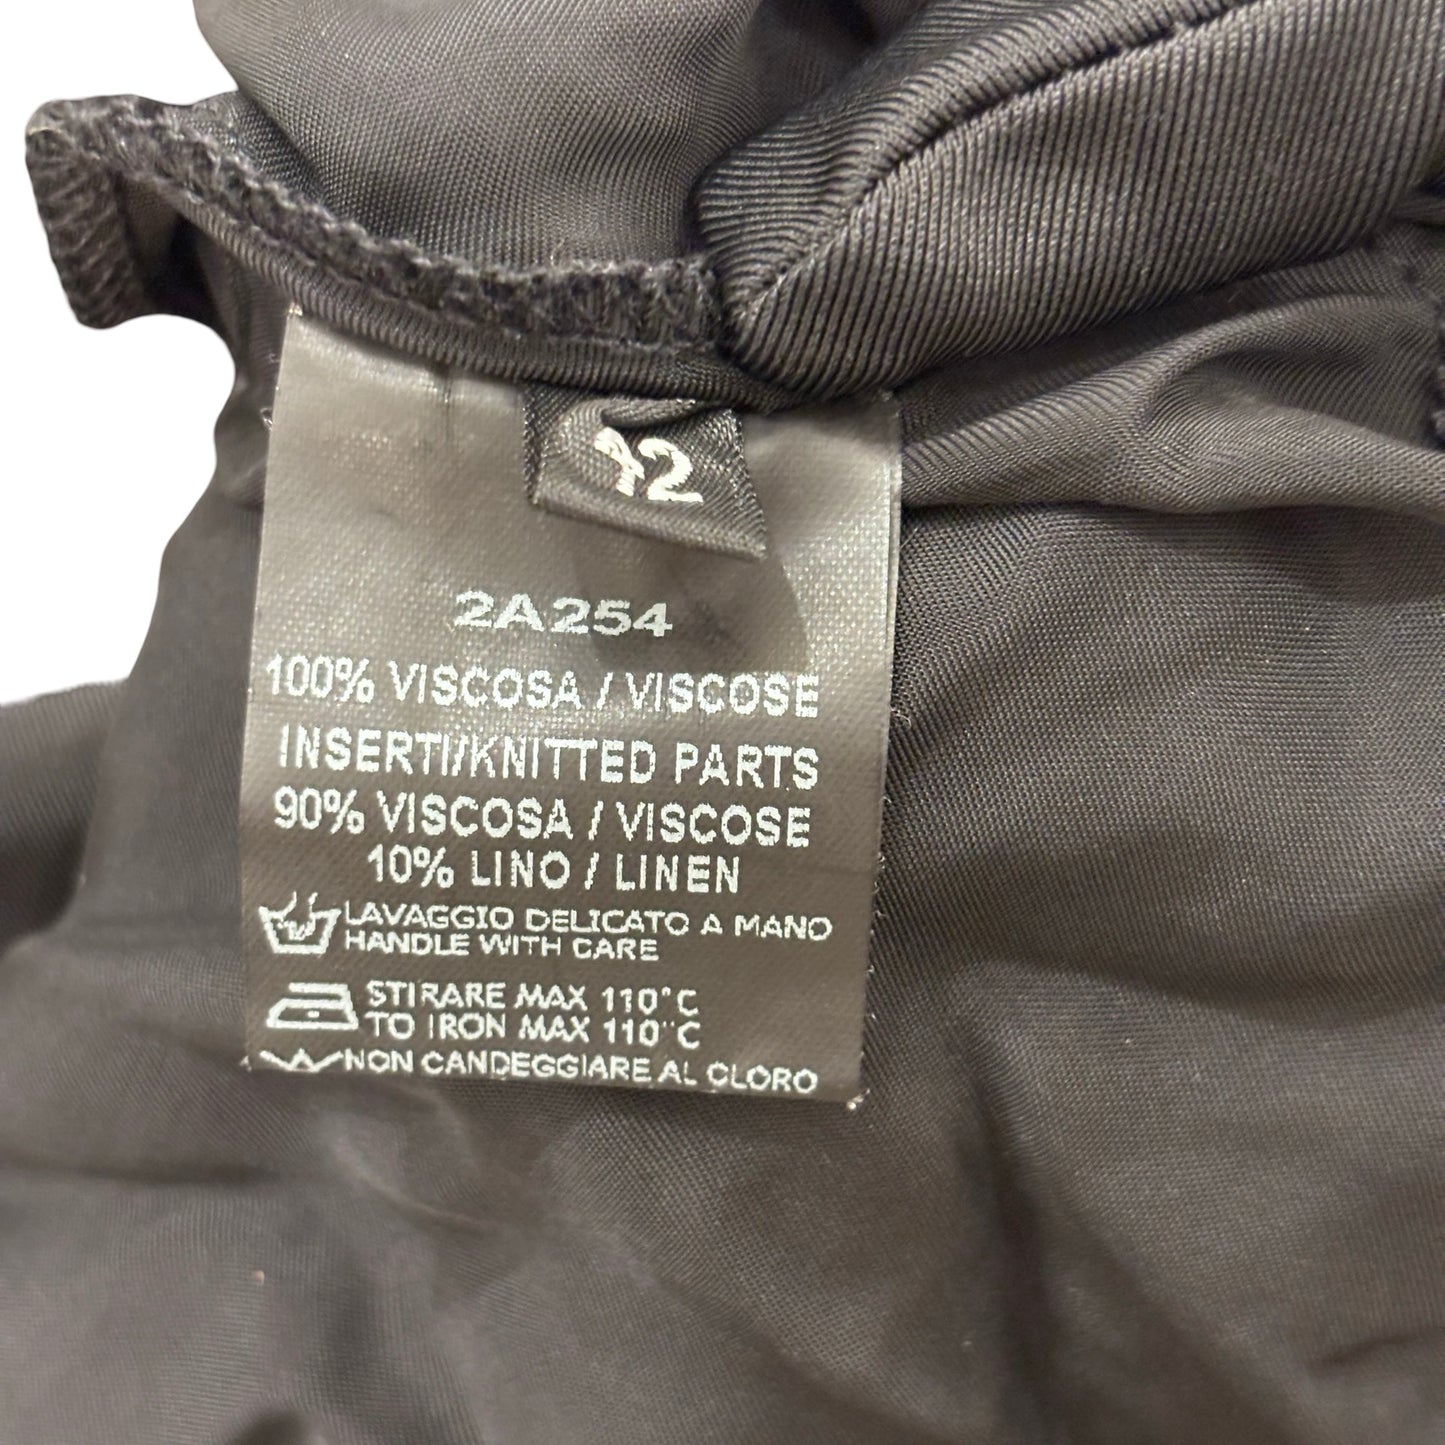 42
2A254
100% VISCOSA / VISCOSE
INSERTI/KNITTED PARTS
90% VISCOSA / VISCOSE
10% LINO / LINEN
LAVAGGIO DELICATO A MANO
HANDLE WITH CARE
STIRARE MAX 110°C
TO IRON MAX 110°C
NON CANDEGGIARE AL CLORO